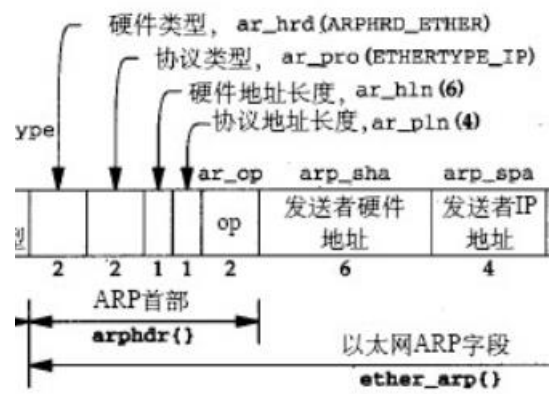 硬件类型, ar_hrd(ARPHRD_ETHER)
协议类型, ar_pro(ETHERTYPE_IP)
硬件地址长度, ar_hln(6)
协议地址长度, ar_pln(4)
ype
ar_op arp_sha arp_spa
型 op 发送者硬件地址 发送者IP地址
2 2 1 1 2 6 4
ARP首部
arphdr{}
以太网ARP字段
ether_arp{}